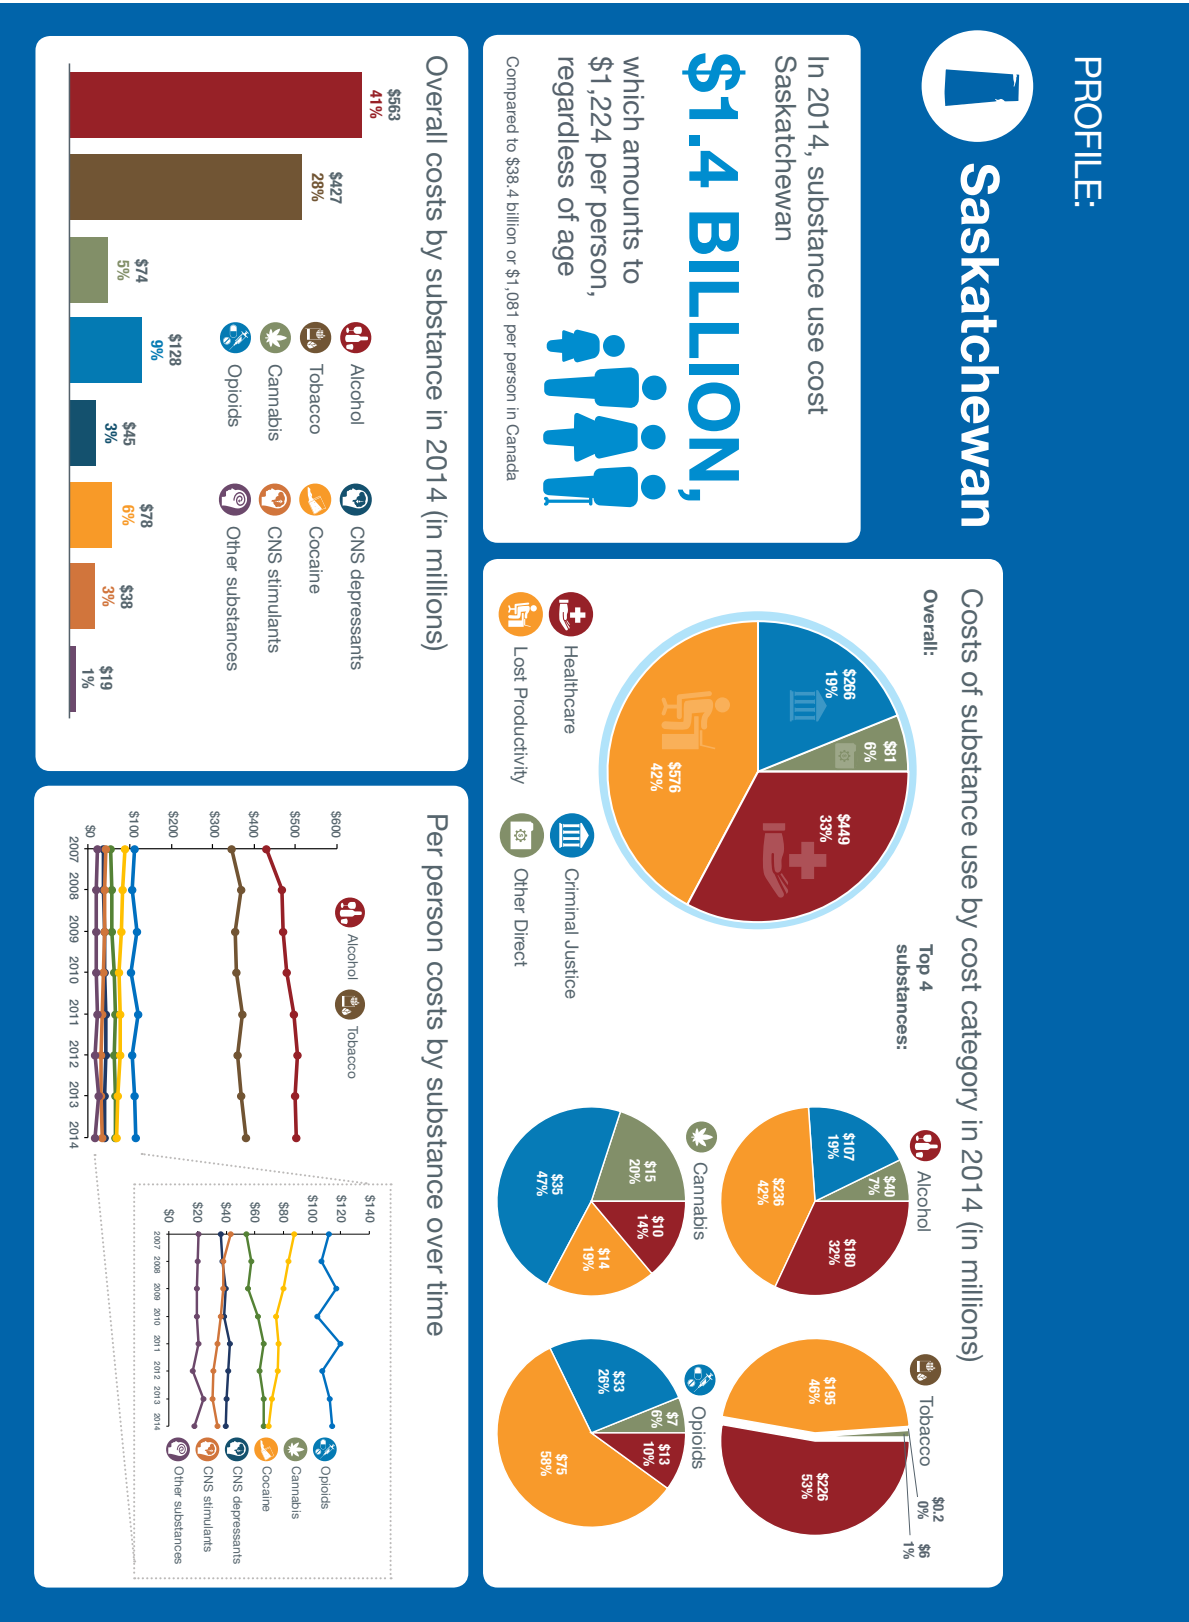 PROFILE:
Saskatchewan
In 2014, substance use cost
Saskatchewan
$1.4 BILLION,
which amounts to
$1,224 per person,
regardless of age
Compared to $38.4 billion or $1,081 per person in Canada
Costs of substance use by cost category in 2014 (in millions)
Overall:
$266
19%
$81
6%
$449
33%
$576
42%
Healthcare
Lost Productivity
Criminal Justice
Other Direct
Top 4
substances:
Alcohol
$107
19%
$40
7%
$180
32%
$236
42%
Tobacco
$0.2
0%
$6
1%
$195
46%
$226
53%
Cannabis
$15
20%
$10
14%
$14
19%
$35
47%
Opioids
$33
26%
$7
6%
$13
10%
$75
58%
Overall costs by substance in 2014 (in millions)
$563
41%
$427
28%
$74
5%
$128
9%
$45
3%
$78
6%
$38
3%
$19
1%
Alcohol
Tobacco
Cannabis
Opioids
CNS depressants
Cocaine
CNS stimulants
Other substances
Per person costs by substance over time
$600
$500
$400
$300
$200
$100
$0
2007 2008 2009 2010 2011 2012 2013 2014
Alcohol
Tobacco
$140
$120
$100
$80
$60
$40
$20
$0
2007 2008 2009 2010 2011 2012 2013 2014
Opioids
Cannabis
Cocaine
CNS depressants
CNS stimulants
Other substances